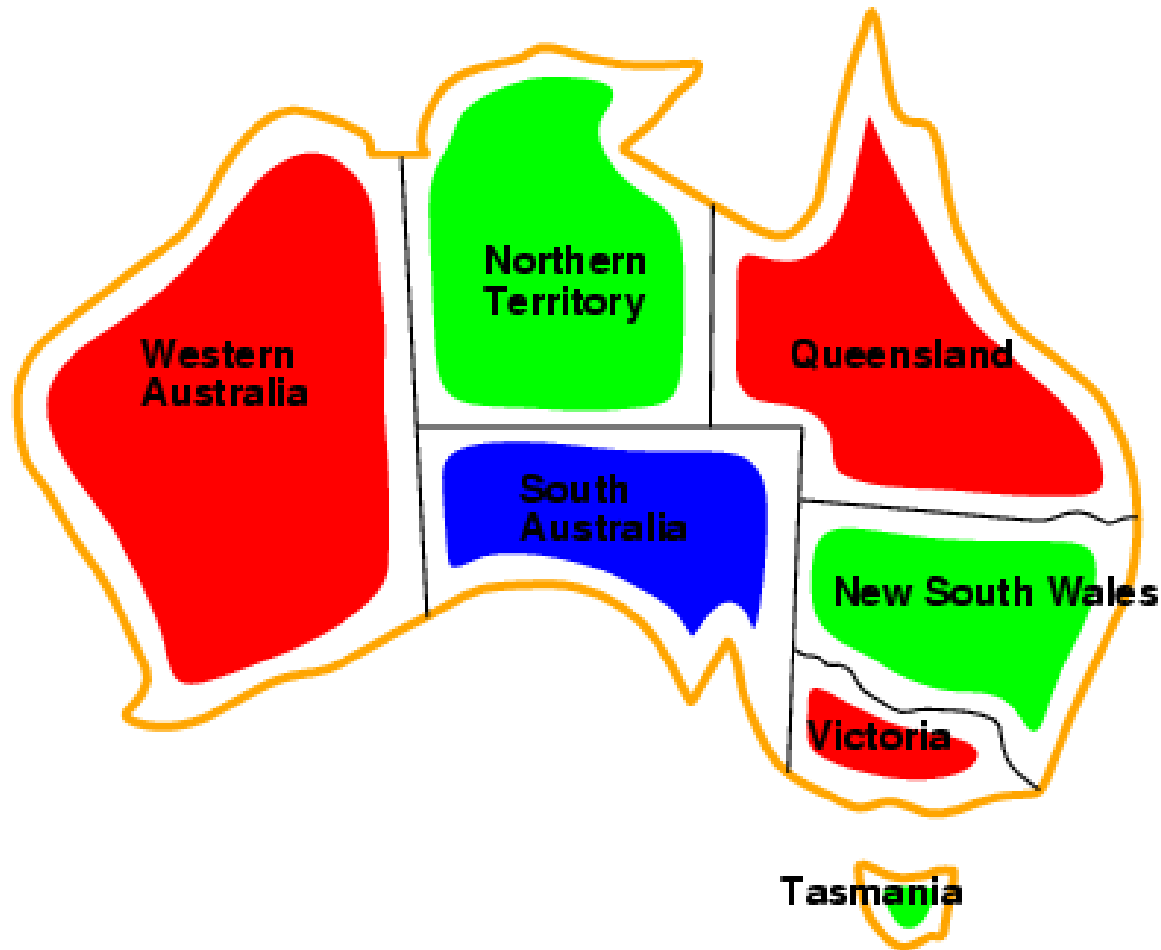 Northern
Territory
Western
Australia
Queensland
South
Australia
New South Wales
Victoria
Tasmania